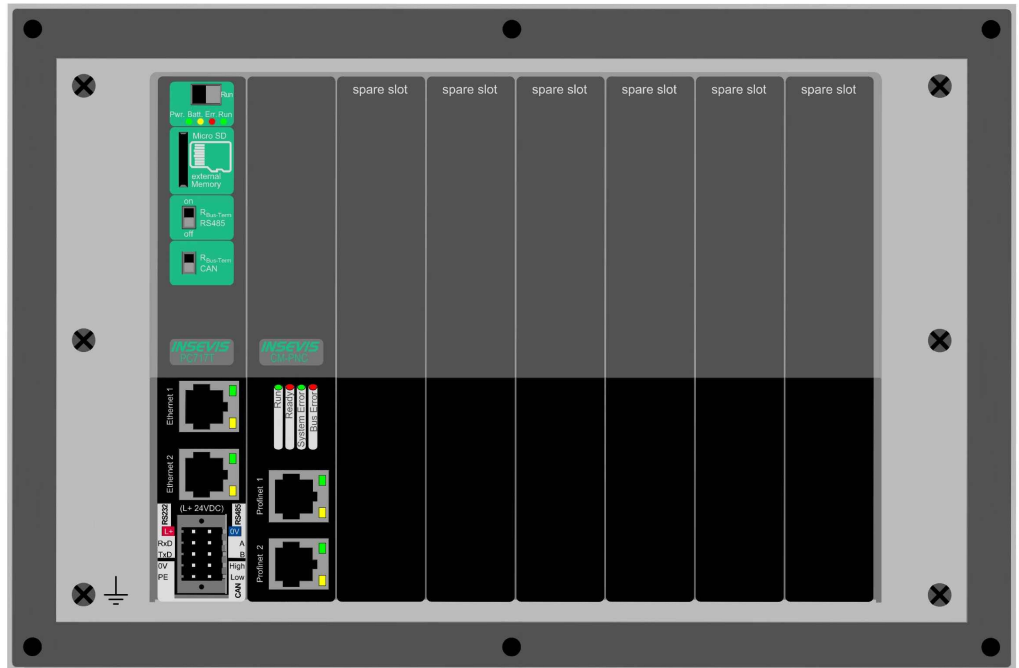 spare slot
spare slot
spare slot
spare slot
spare slot
spare slot
Run
Pwr. Batt. Err. Run
Micro SD
external
Memory
on
RBus-Term
RS485
off
RBus-Term
CAN
INSEVIS
PC717T
INSEVIS
CM-PNC
Ethernet 1
Run
Ready
System Error
Bus Error
Ethernet 2
Profinet 1
(L+ 24VDC)
RS232
RS485
L+
0V
RxD
A
TxD
B
0V
High
PE
Low
CAN
Profinet 2